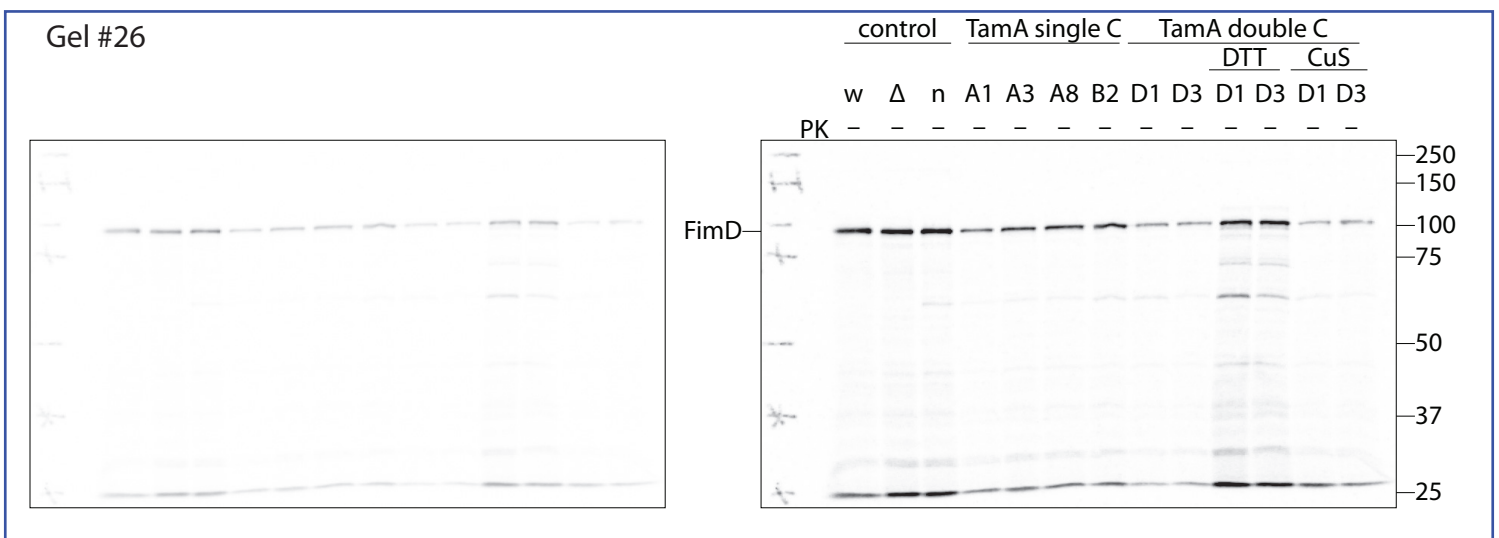 Gel #26
control TamA single C TamA double C
DTT CuS
w Δ n A1 A3 A8 B2 D1 D3 D1 D3 D1 D3
PK – – – – – – – – – – – – –
250
150
FimD 100
75
50
37
25